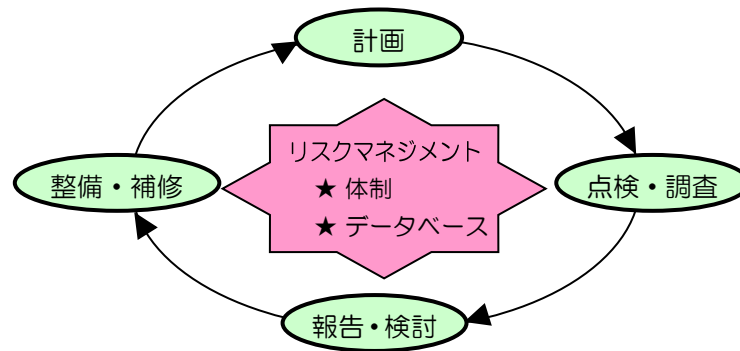 計画
リスクマネジメント
★ 体制
★ データベース
整備・補修
点検・調査
報告・検討